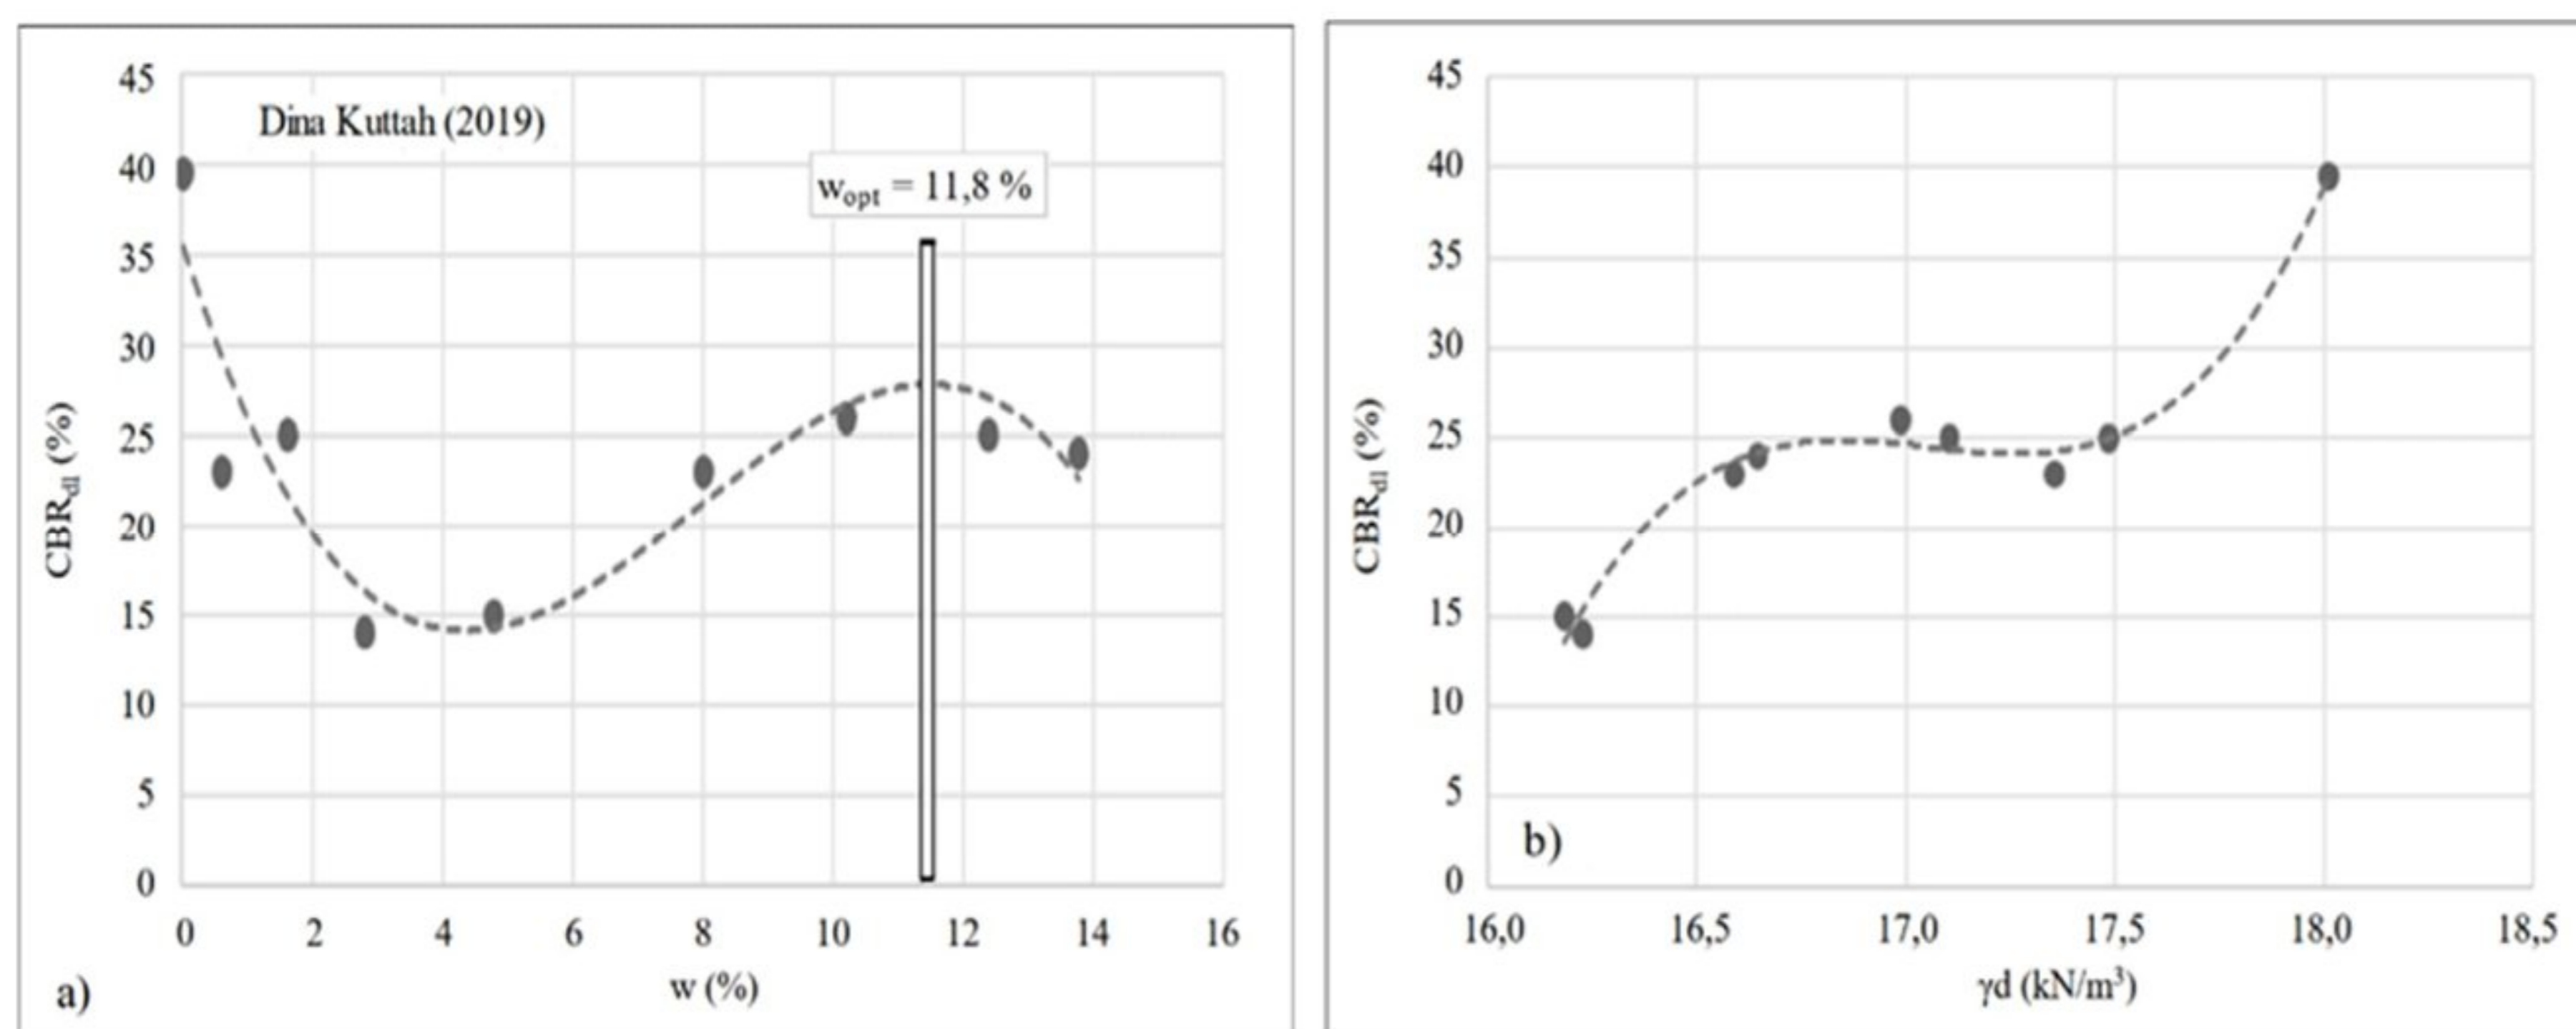 45
40
35
30
25
20
15
10
5
0
CBRdl (%)
Dina Kuttah (2019)
wopt = 11,8 %
0 2 4 6 8 10 12 14 16
w (%)
a)
45
40
35
30
25
20
15
10
5
0
CBRdl (%)
b)
16,0 16,5 17,0 17,5 18,0 18,5
γd (kN/m³)